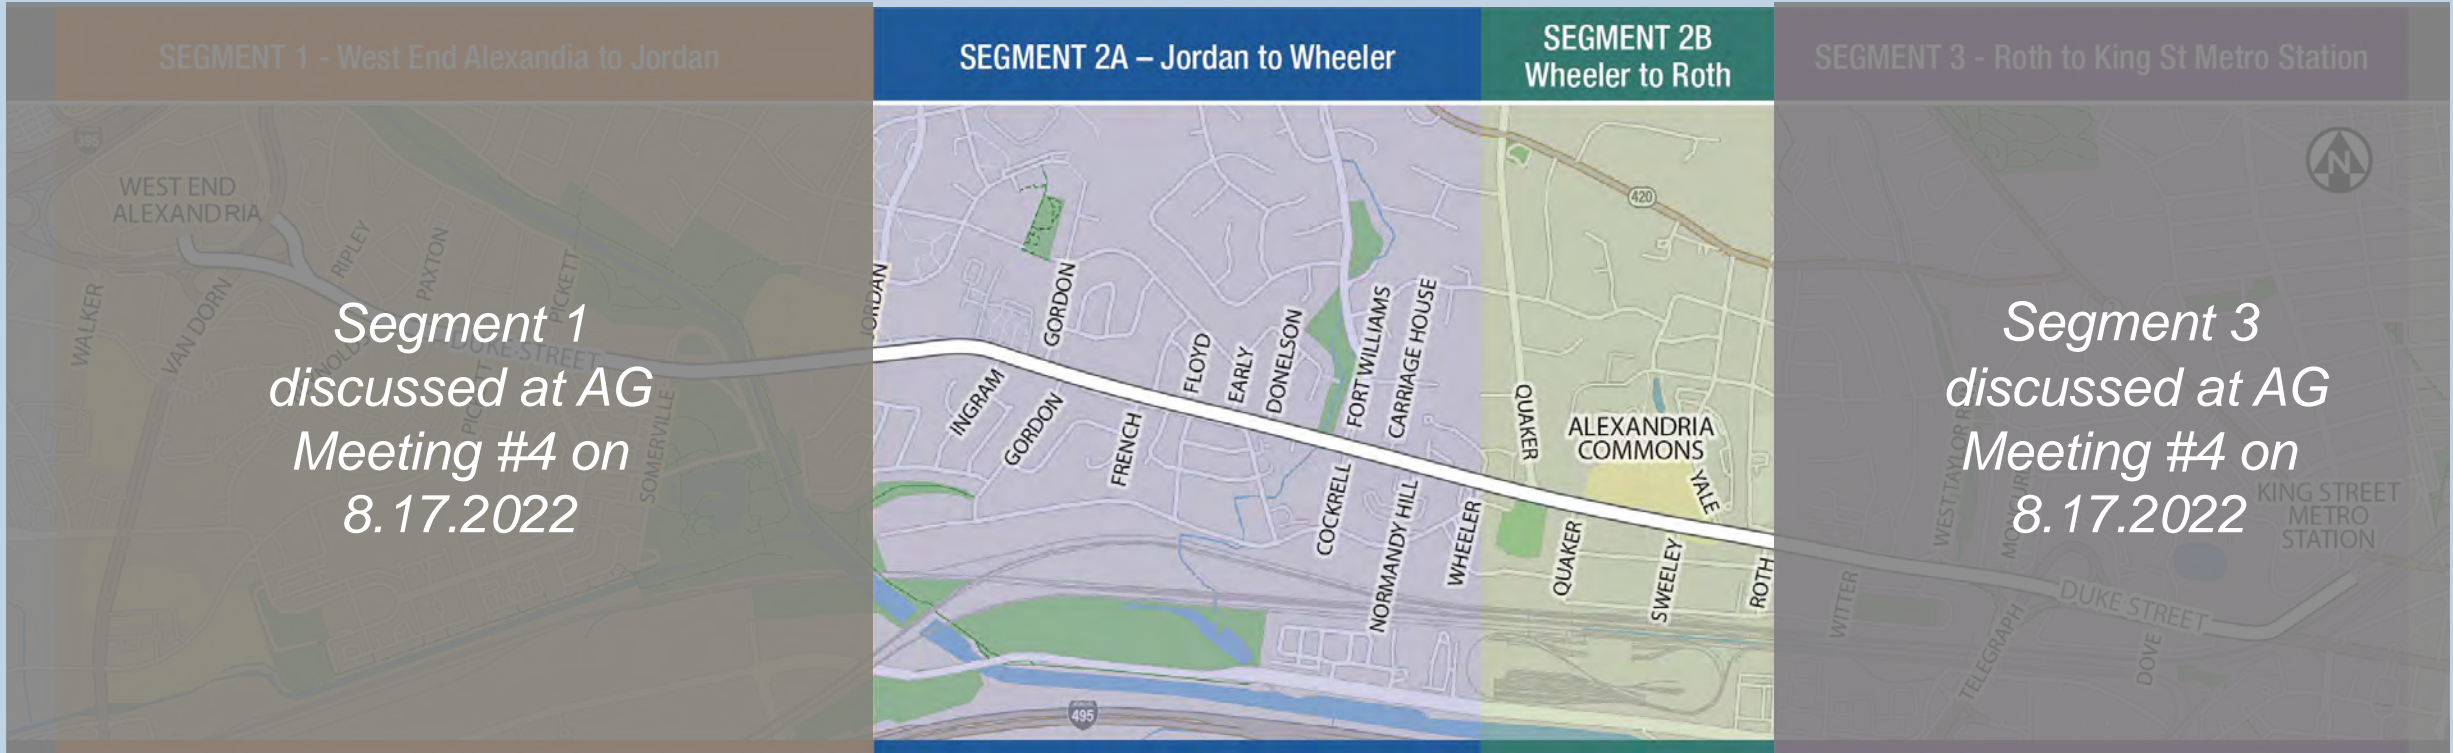 SEGMENT 1 - West End Alexandia to Jordan
SEGMENT 2A – Jordan to Wheeler
SEGMENT 2B
Wheeler to Roth
SEGMENT 3 - Roth to King St Metro Station
395
WEST END
ALEXANDRIA
WALKER
VAN DORN
RIPLEY
PAXTON
PICKETT
DUKE STREET
SOMERVILLE
JORDAN
Segment 1
discussed at AG
Meeting #4 on
8.17.2022
INGRAM
GORDON
GORDON
FRENCH
FLOYD
EARLY
DONELSON
FORT WILLIAMS
CARRIAGE HOUSE
COCKRELL
NORMANDY HILL
WHEELER
495
420
QUAKER
ALEXANDRIA
COMMONS
YALE
QUAKER
SWEELEY
ROTH
N
Segment 3
discussed at AG
Meeting #4 on
8.17.2022
WEST TAYLOR
WITTER
TELEGRAPH
DUKE STREET
DOVE
KING STREET
METRO
STATION